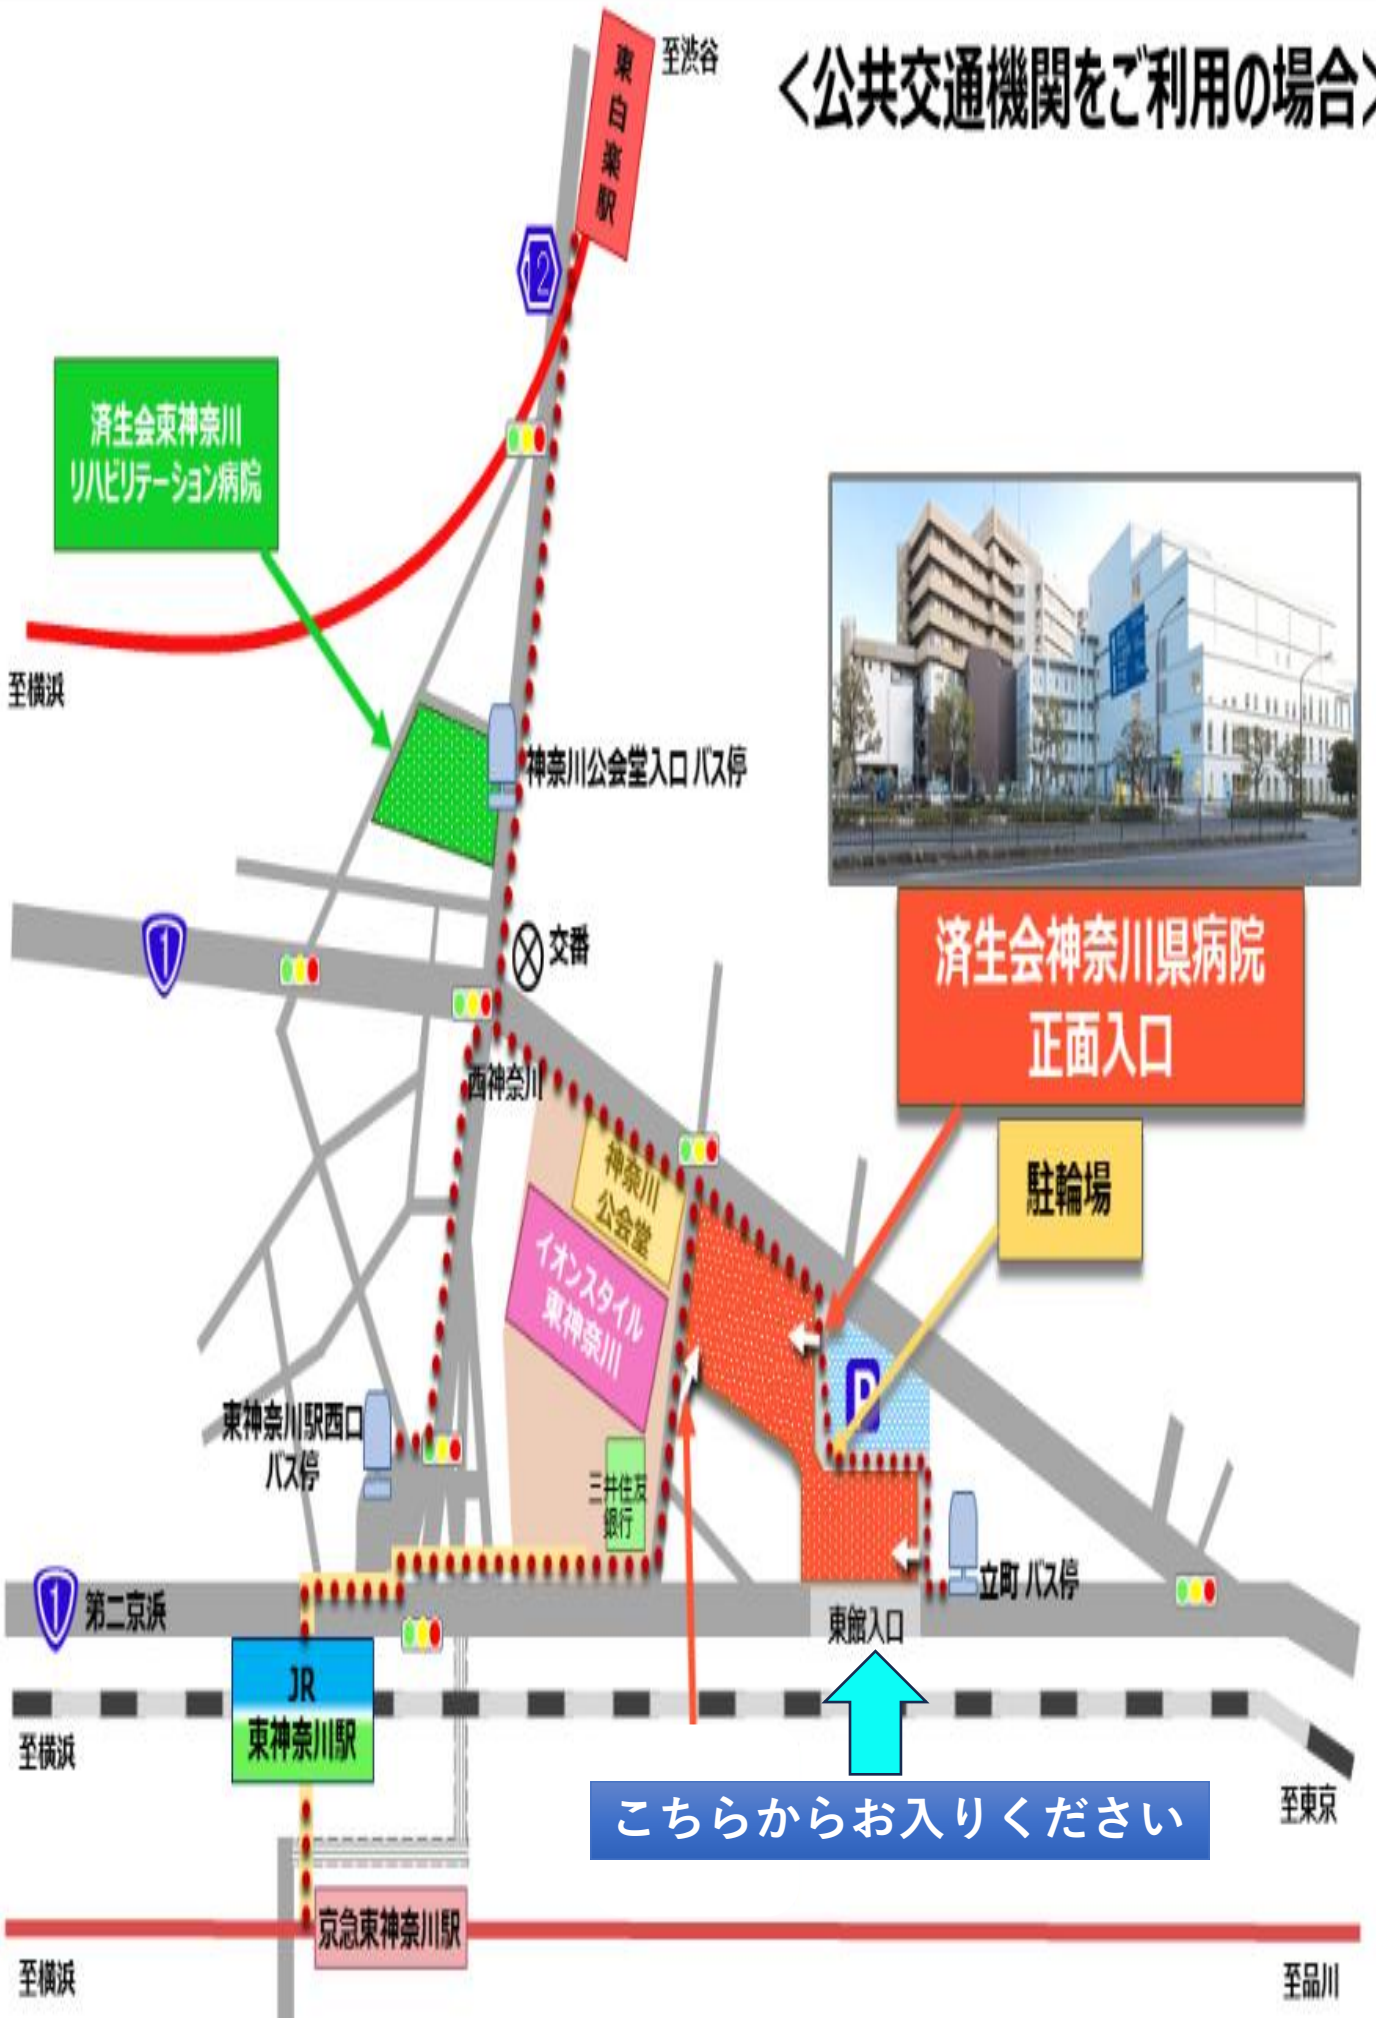 <公共交通機関をご利用の場合>
至渋谷
東白楽駅
12
済生会東神奈川
リハビリテーション病院
至横浜
神奈川公会堂入口 バス停
1
交番
済生会神奈川県病院
正面入口
西神奈川
駐輪場
神奈川
公会堂
イオンスタイル
東神奈川
P
東神奈川駅西口
バス停
三井住友
銀行
立町 バス停
1
第二京浜
東館入口
JR
東神奈川駅
至横浜
至東京
こちらからお入りください
京急東神奈川駅
至横浜
至品川